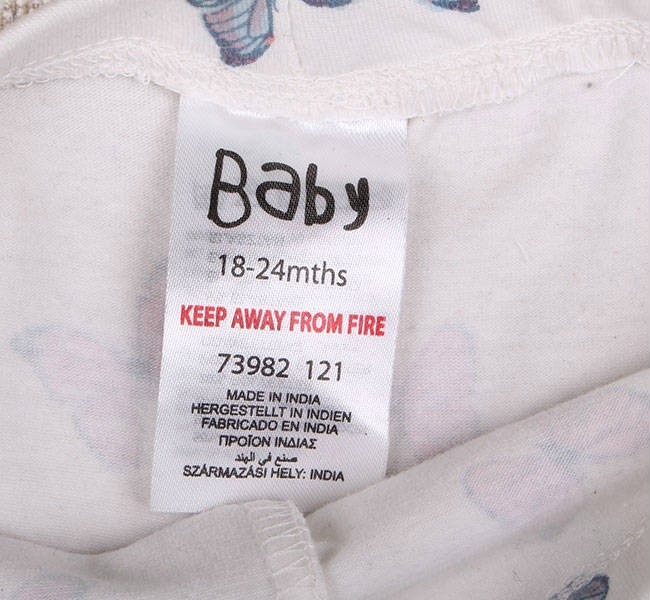 Baby
18-24mths
KEEP AWAY FROM FIRE
73982 121
MADE IN INDIA
HERGESTELLT IN INDIEN
FABRICADO EN INDIA
ΠΡΟΪΟΝ ΙΝΔΙΑΣ
صنع في الهند
SZÁRMAZÁSI HELY: INDIA